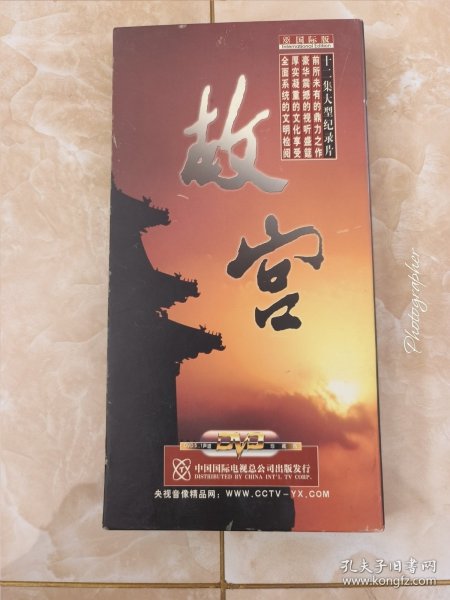 国际版
International Edition
十二集大型纪录片
前所未有的鼎力之作
豪华震撼的视听盛筵
厚实凝重的文化享受
全面系统的文明检阅
故
宫
DVD
中国国际电视总公司出版发行
DISTRIBUTED BY CHINA INT'L TV CORP.
央视音像精品网：WWW.CCTV-YX.COM
Photographer
孔夫子旧书网
www.kongfz.com